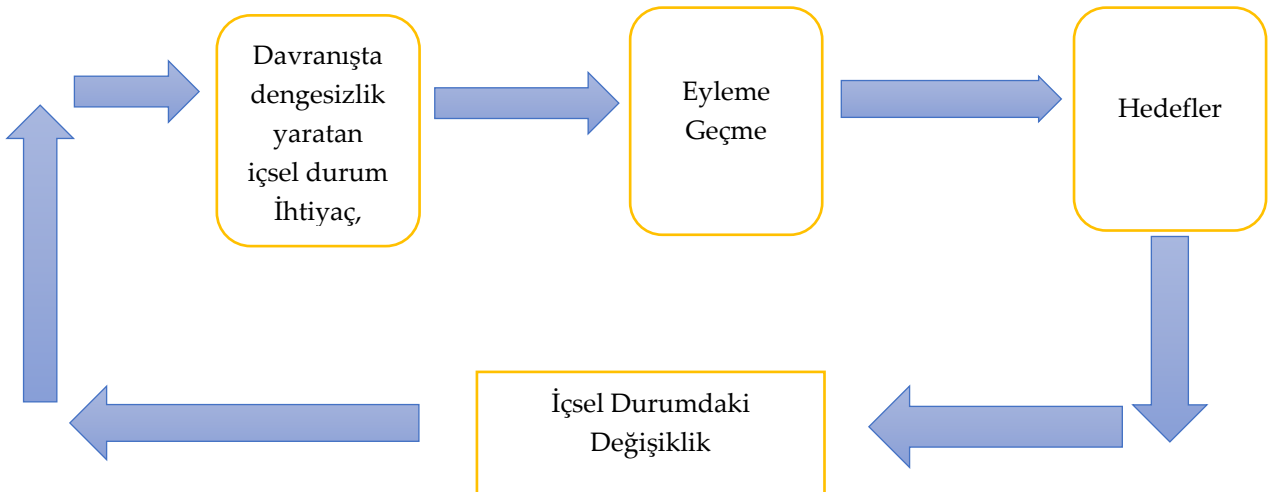 Davranışta
dengesizlik
yaratan
içsel durum
İhtiyaç,
Eyleme
Geçme
Hedefler
İçsel Durumdaki
Değişiklik